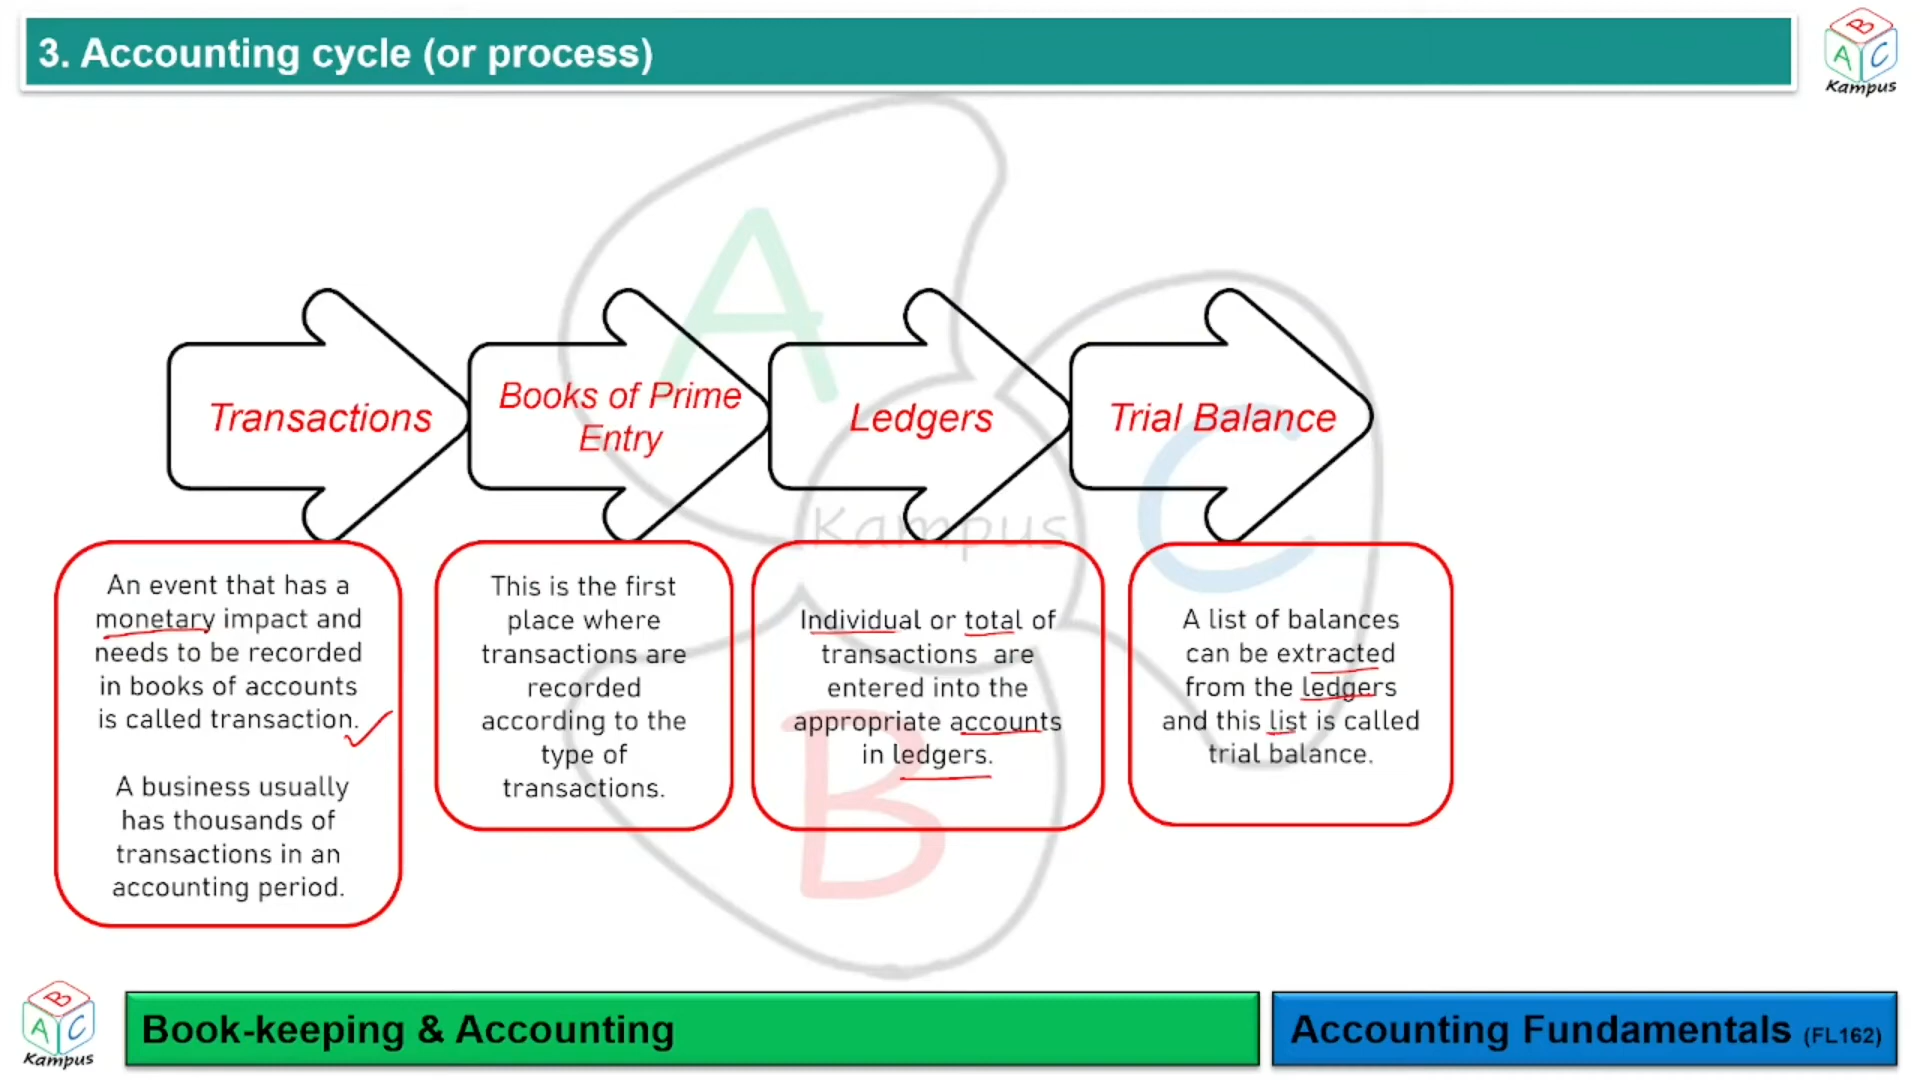 3. Accounting cycle (or process)
B
A C
Kampus
A
Kampus
C
B
Transactions
Books of Prime
Entry
Ledgers
Trial Balance
An event that has a
monetary impact and
needs to be recorded
in books of accounts
is called transaction.
A business usually
has thousands of
transactions in an
accounting period.
This is the first
place where
transactions are
recorded
according to the
type of
transactions.
Individual or total of
transactions are
entered into the
appropriate accounts
in ledgers.
A list of balances
can be extracted
from the ledgers
and this list is called
trial balance.
B
A C
Kampus
Book-keeping & Accounting
Accounting Fundamentals (FL162)